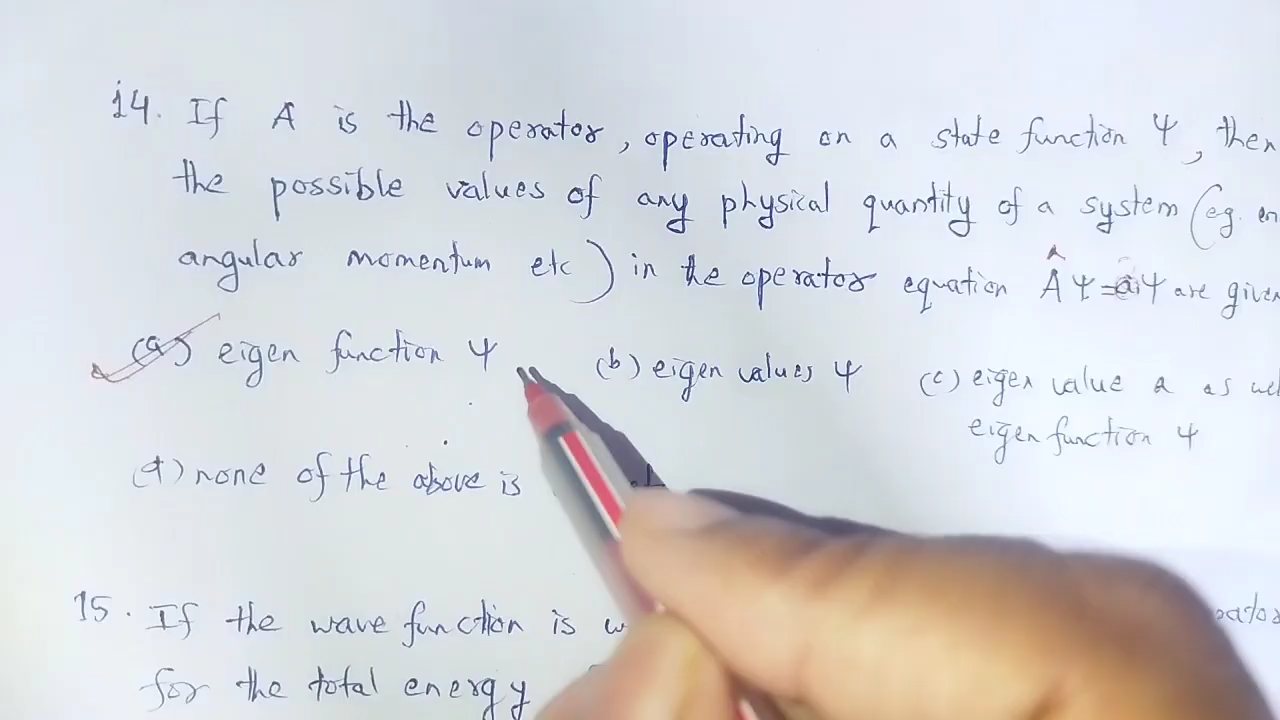 14. If A is the operator, operating on a state function Ψ, then
the possible values of any physical quantity of a system (eg. en
angular momentum etc) in the operator equation ÂΨ=aΨ are given
(a) eigen function Ψ (b) eigen values Ψ (c) eigen value a as wel
eigen function Ψ
(d) none of the above is
15. If the wave function is w
for the total energy